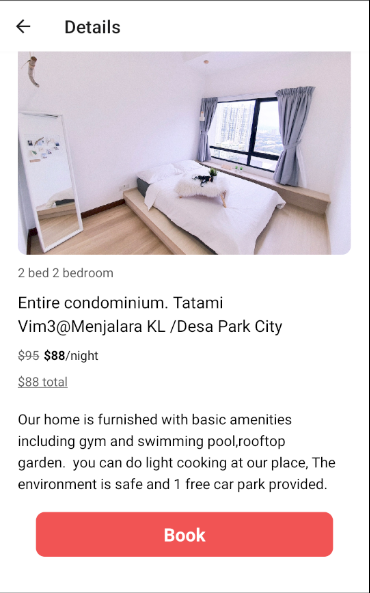 Details
2 bed 2 bedroom
Entire condominium. Tatami
Vim3@Menjalara KL /Desa Park City
$95 $88/night
$88 total
Our home is furnished with basic amenities
including gym and swimming pool,rooftop
garden.  you can do light cooking at our place, The
environment is safe and 1 free car park provided.
Book